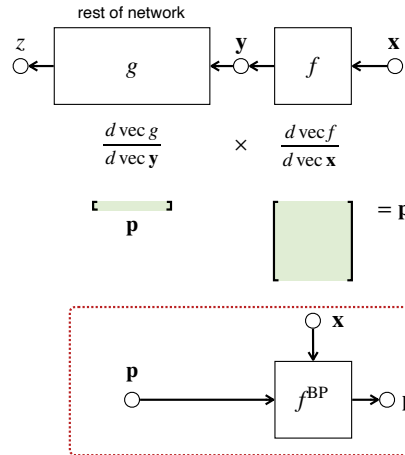 rest of network
z g y f x
d vec g / d vec y × d vec f / d vec x
p = p
x
p f^BP